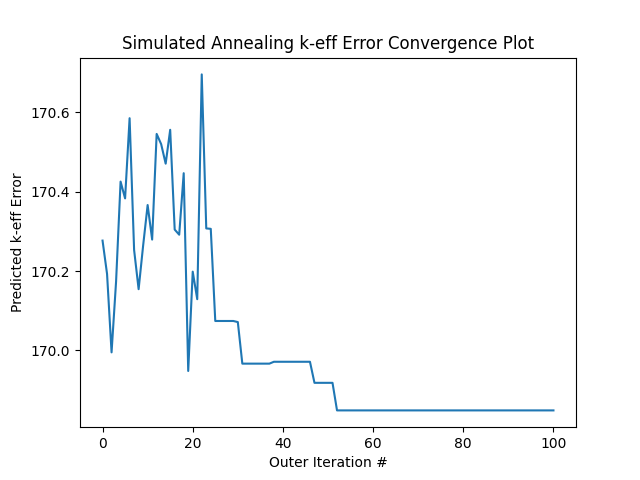 Simulated Annealing k-eff Error Convergence Plot
170.6
170.4
170.2
170.0
Predicted k-eff Error
0 20 40 60 80 100
Outer Iteration #